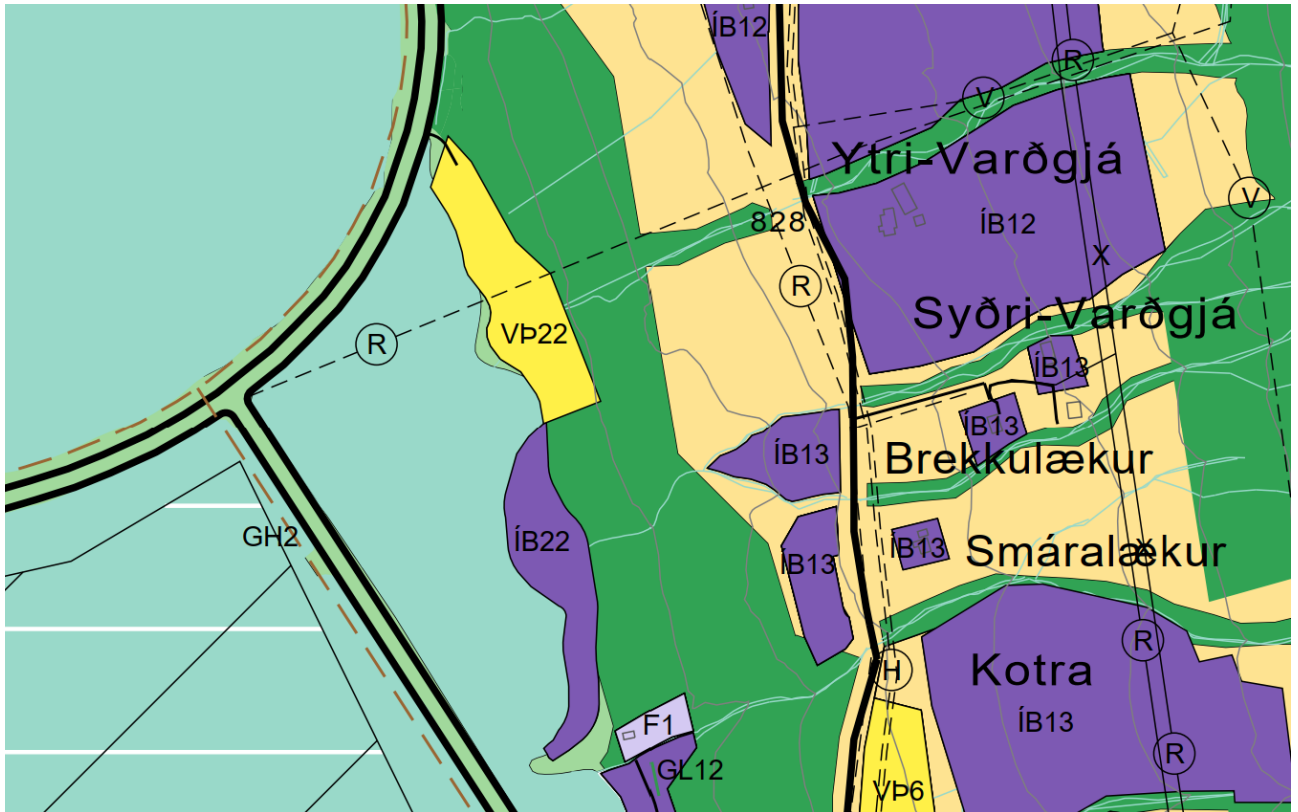 ÍB12
R
V
Ytri-Varðgjá
V
828
ÍB12
X
R
Syðri-Varðgjá
VÞ22
R
ÍB13
ÍB13
ÍB13
Brekkulækur
GH2
ÍB22
ÍB13
ÍB13
Smáralækur
X
R
H
Kotra
F1
ÍB13
R
GL12
VÞ6